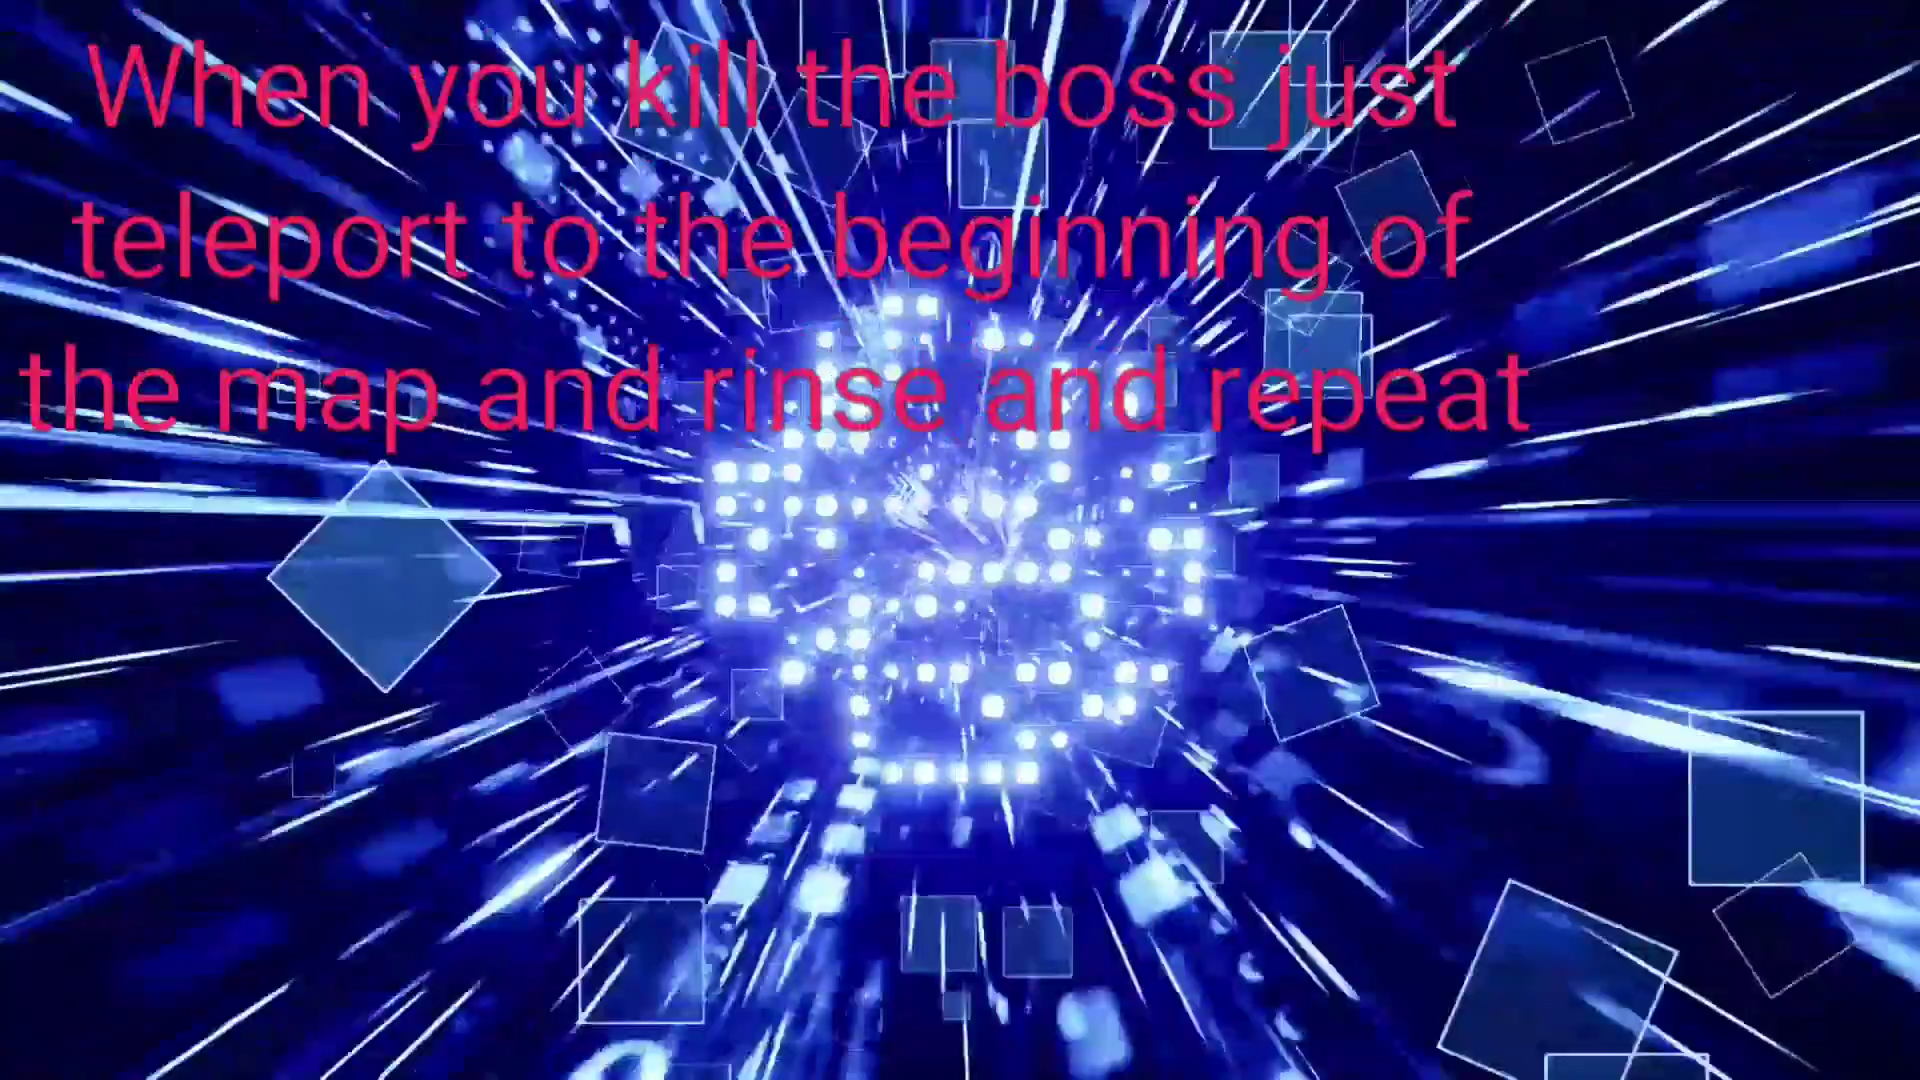 When you kill the boss just
teleport to the beginning of
the map and rinse and repeat